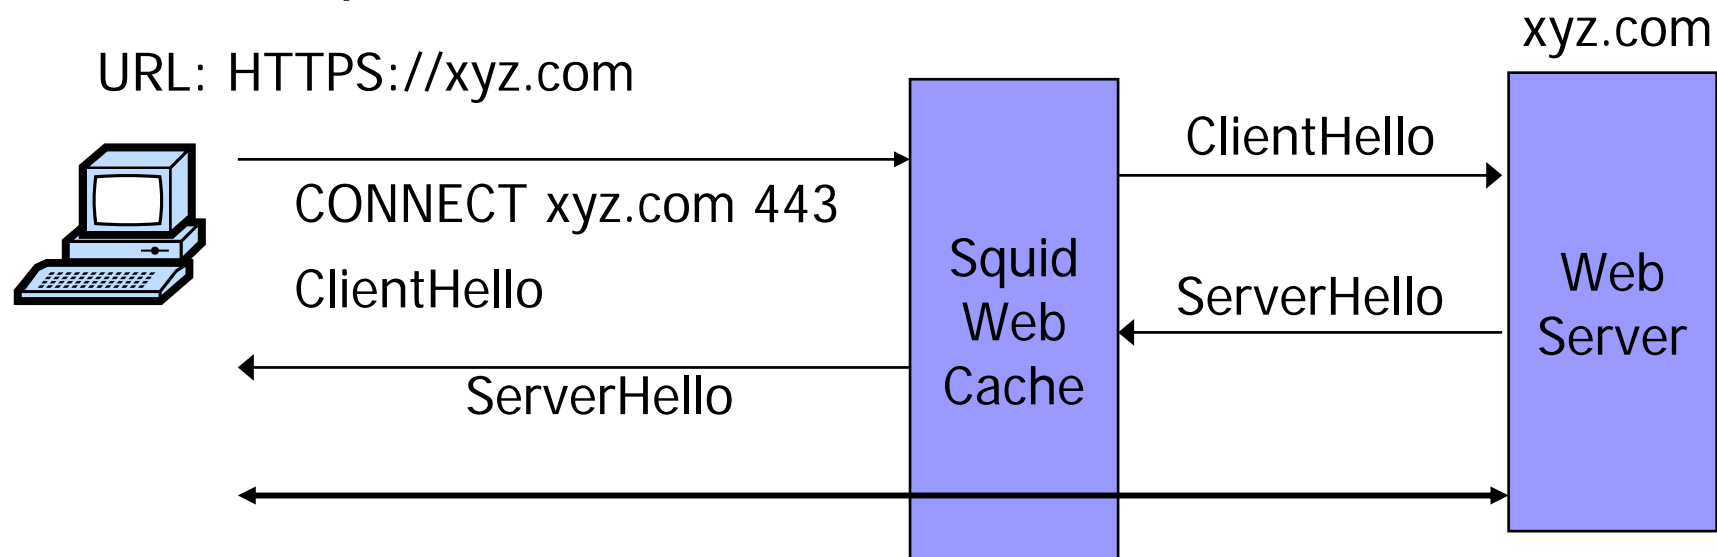 xyz.com
URL: HTTPS://xyz.com
ClientHello
CONNECT xyz.com 443
ClientHello
ServerHello
ServerHello
Squid
Web
Cache
Web
Server